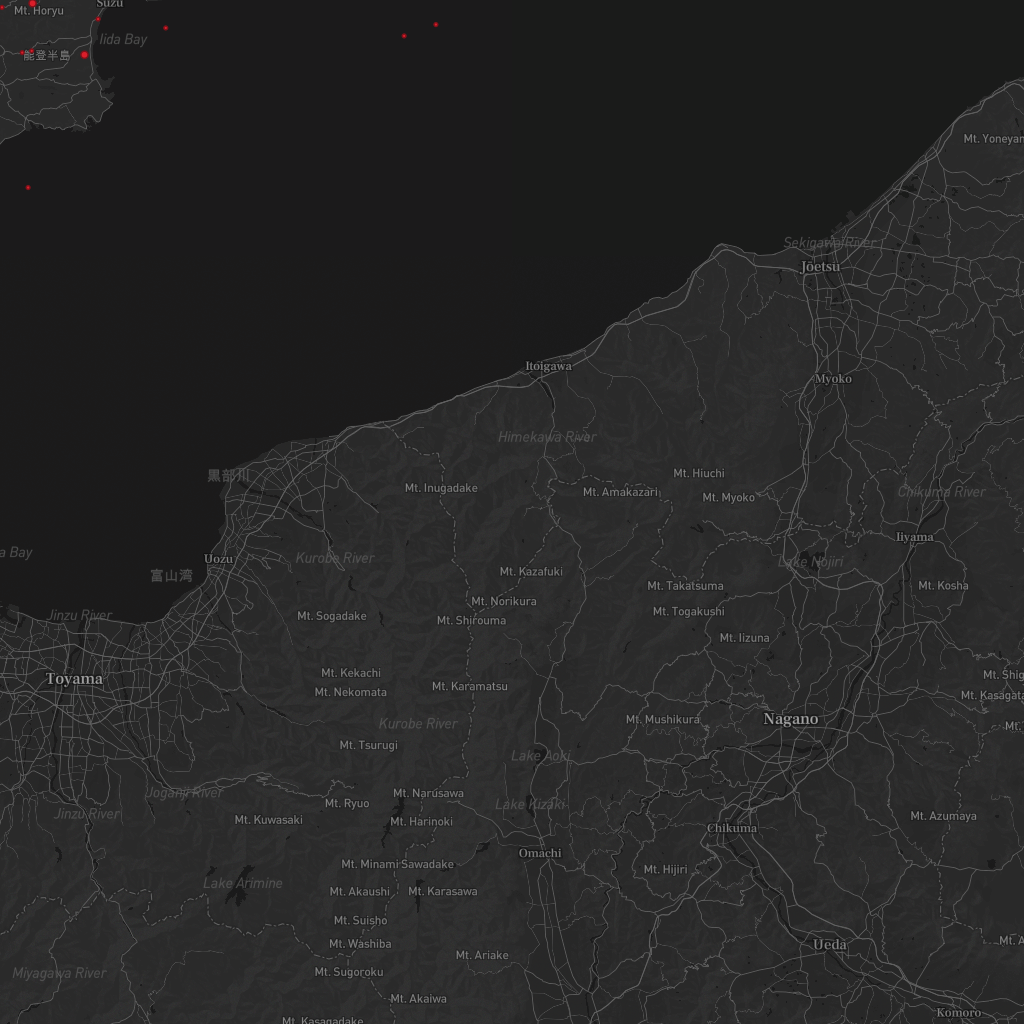 Suzu
Mt. Horyu
Iida Bay
能登半島
Mt. Yoneyam
Sekigawa River
Jōetsu
Itoigawa
Myoko
Himekawa River
黒部川
Mt. Hiuchi
Mt. Inugadake
Mt. Amakazari
Mt. Myoko
Chikuma River
Iiyama
a Bay
Uozu
Kurobe River
Lake Nojiri
富山湾
Mt. Kazafuki
Mt. Takatsuma
Mt. Kosha
Mt. Norikura
Jinzu River
Mt. Sogadake
Mt. Shirouma
Mt. Togakushi
Mt. Iizuna
Mt. Kekachi
Toyama
Mt. Shig
Mt. Nekomata
Mt. Karamatsu
Mt. Kasagata
Kurobe River
Mt. Mushikura
Nagano
Mt.
Mt. Tsurugi
Lake Aoki
Joganji River
Mt. Narusawa
Mt. Ryuo
Lake Kizaki
Jinzu River
Mt. Kuwasaki
Mt. Harinoki
Chikuma
Mt. Azumaya
Omachi
Mt. Minami Sawadake
Mt. Hijiri
Lake Arimine
Mt. Akaushi
Mt. Karasawa
Mt. Suisho
Mt. Washiba
Ueda
Mt. A
Mt. Ariake
Miyagawa River
Mt. Sugoroku
Mt. Akaiwa
Komoro
Mt. Kasagadake